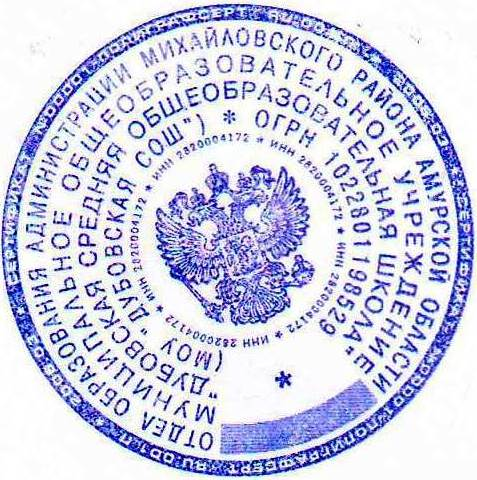 ОТДЕЛ ОБРАЗОВАНИЯ АДМИНИСТРАЦИИ МИХАЙЛОВСКОГО РАЙОНА АМУРСКОЙ ОБЛАСТИ
МУНИЦИПАЛЬНОЕ ОБЩЕОБРАЗОВАТЕЛЬНОЕ УЧРЕЖДЕНИЕ
"ДУБОВСКАЯ СРЕДНЯЯ ОБЩЕОБРАЗОВАТЕЛЬНАЯ ШКОЛА"
(МОУ "ДУБОВСКАЯ СОШ") * ОГРН 1022801198529
* ИНН 2820004172 * ИНН 2820004172 * ИНН 2820004172 * ИНН 2820004172 * ИНН 2820004172